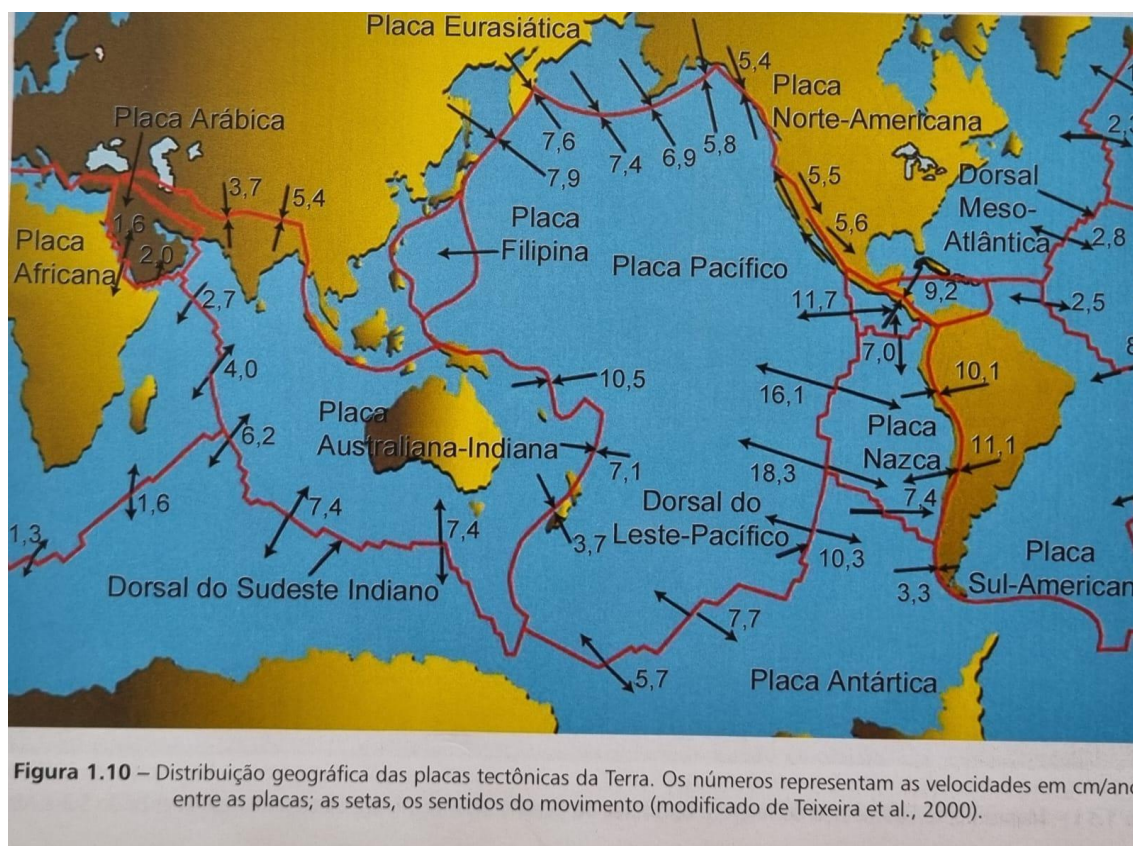 Placa Eurasiática
5,4
Placa
Norte-Americana
Placa Arábica
7,6
7,4
6,9
5,8
2,3
7,9
3,7
5,4
5,5
Dorsal
Meso-
Atlântica
1,6
Placa
Filipina
5,6
2,8
Placa
Africana
2,0
Placa Pacífico
2,7
11,7
9,2
2,5
7,0
4,0
10,5
16,1
10,1
Placa
Australiana-Indiana
6,2
Placa
Nazca
11,1
7,1
18,3
7,4
1,6
7,4
7,4
Dorsal do
Leste-Pacífico
1,3
3,7
10,3
Placa
Sul-American
Dorsal do Sudeste Indiano
3,3
7,7
5,7
Placa Antártica
Figura 1.10 – Distribuição geográfica das placas tectônicas da Terra. Os números representam as velocidades em cm/ano
entre as placas; as setas, os sentidos do movimento (modificado de Teixeira et al., 2000).